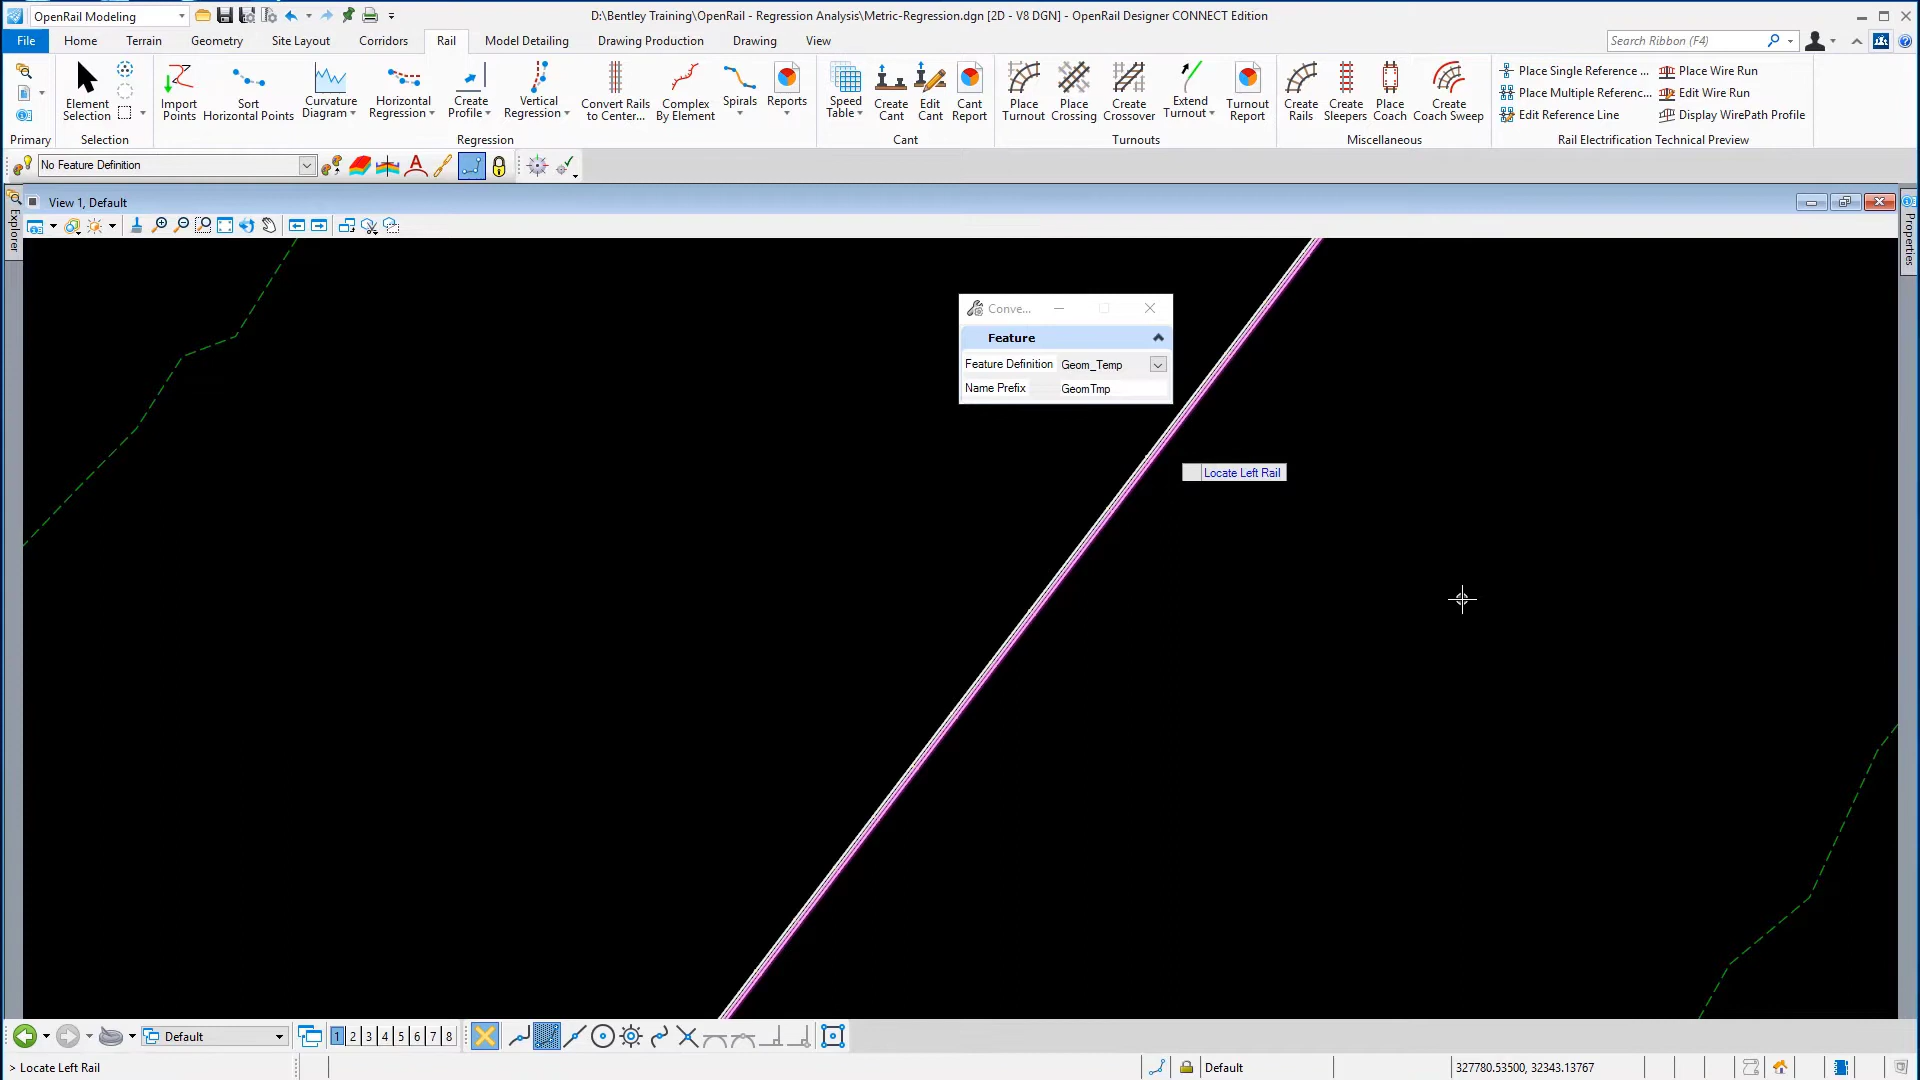 OpenRail Modeling
D:\Bentley Training\OpenRail - Regression Analysis\Metric-Regression.dgn [2D - V8 DGN] - OpenRail Designer CONNECT Edition
File Home Terrain Geometry Site Layout Corridors Rail Model Detailing Drawing Production Drawing View
Search Ribbon (F4)
Element Selection
Import Points
Sort Horizontal Points
Curvature Diagram
Horizontal Regression
Create Profile
Vertical Regression
Convert Rails to Center...
Complex By Element
Spirals
Reports
Speed Table
Create Cant
Edit Cant
Cant Report
Place Turnout
Place Crossing
Create Crossover
Extend Turnout
Turnout Report
Create Rails
Create Sleepers
Place Coach
Create Coach Sweep
Place Single Reference ...
Place Wire Run
Place Multiple Referenc...
Edit Wire Run
Edit Reference Line
Display WirePath Profile
Primary Selection Regression Cant Turnouts Miscellaneous Rail Electrification Technical Preview
No Feature Definition
View 1, Default
Explorer
Properties
Conve...
Feature
Feature Definition Geom_Temp
Name Prefix GeomTmp
Locate Left Rail
Default
1 2 3 4 5 6 7 8
> Locate Left Rail
Default
327780.53500, 32343.13767